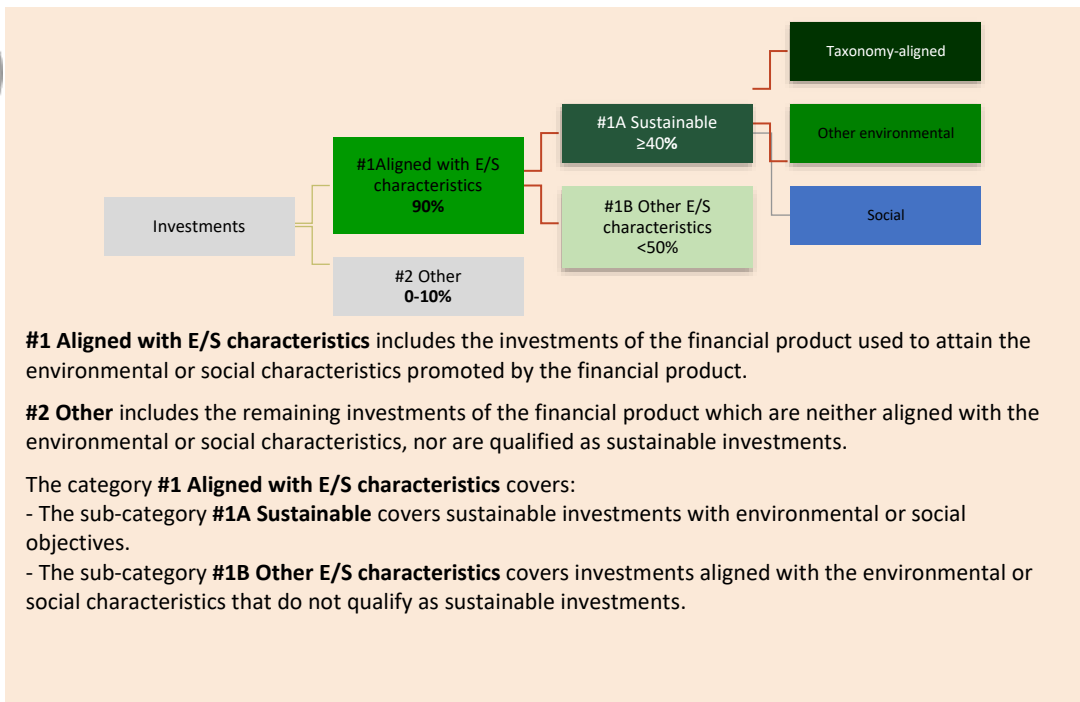 Taxonomy-aligned
#1A Sustainable
≥40%
Other environmental
#1Aligned with E/S
characteristics
90%
#1B Other E/S
characteristics
<50%
Social
Investments
#2 Other
0-10%
#1 Aligned with E/S characteristics includes the investments of the financial product used to attain the
environmental or social characteristics promoted by the financial product.
#2 Other includes the remaining investments of the financial product which are neither aligned with the
environmental or social characteristics, nor are qualified as sustainable investments.
The category #1 Aligned with E/S characteristics covers:
- The sub-category #1A Sustainable covers sustainable investments with environmental or social
objectives.
- The sub-category #1B Other E/S characteristics covers investments aligned with the environmental or
social characteristics that do not qualify as sustainable investments.